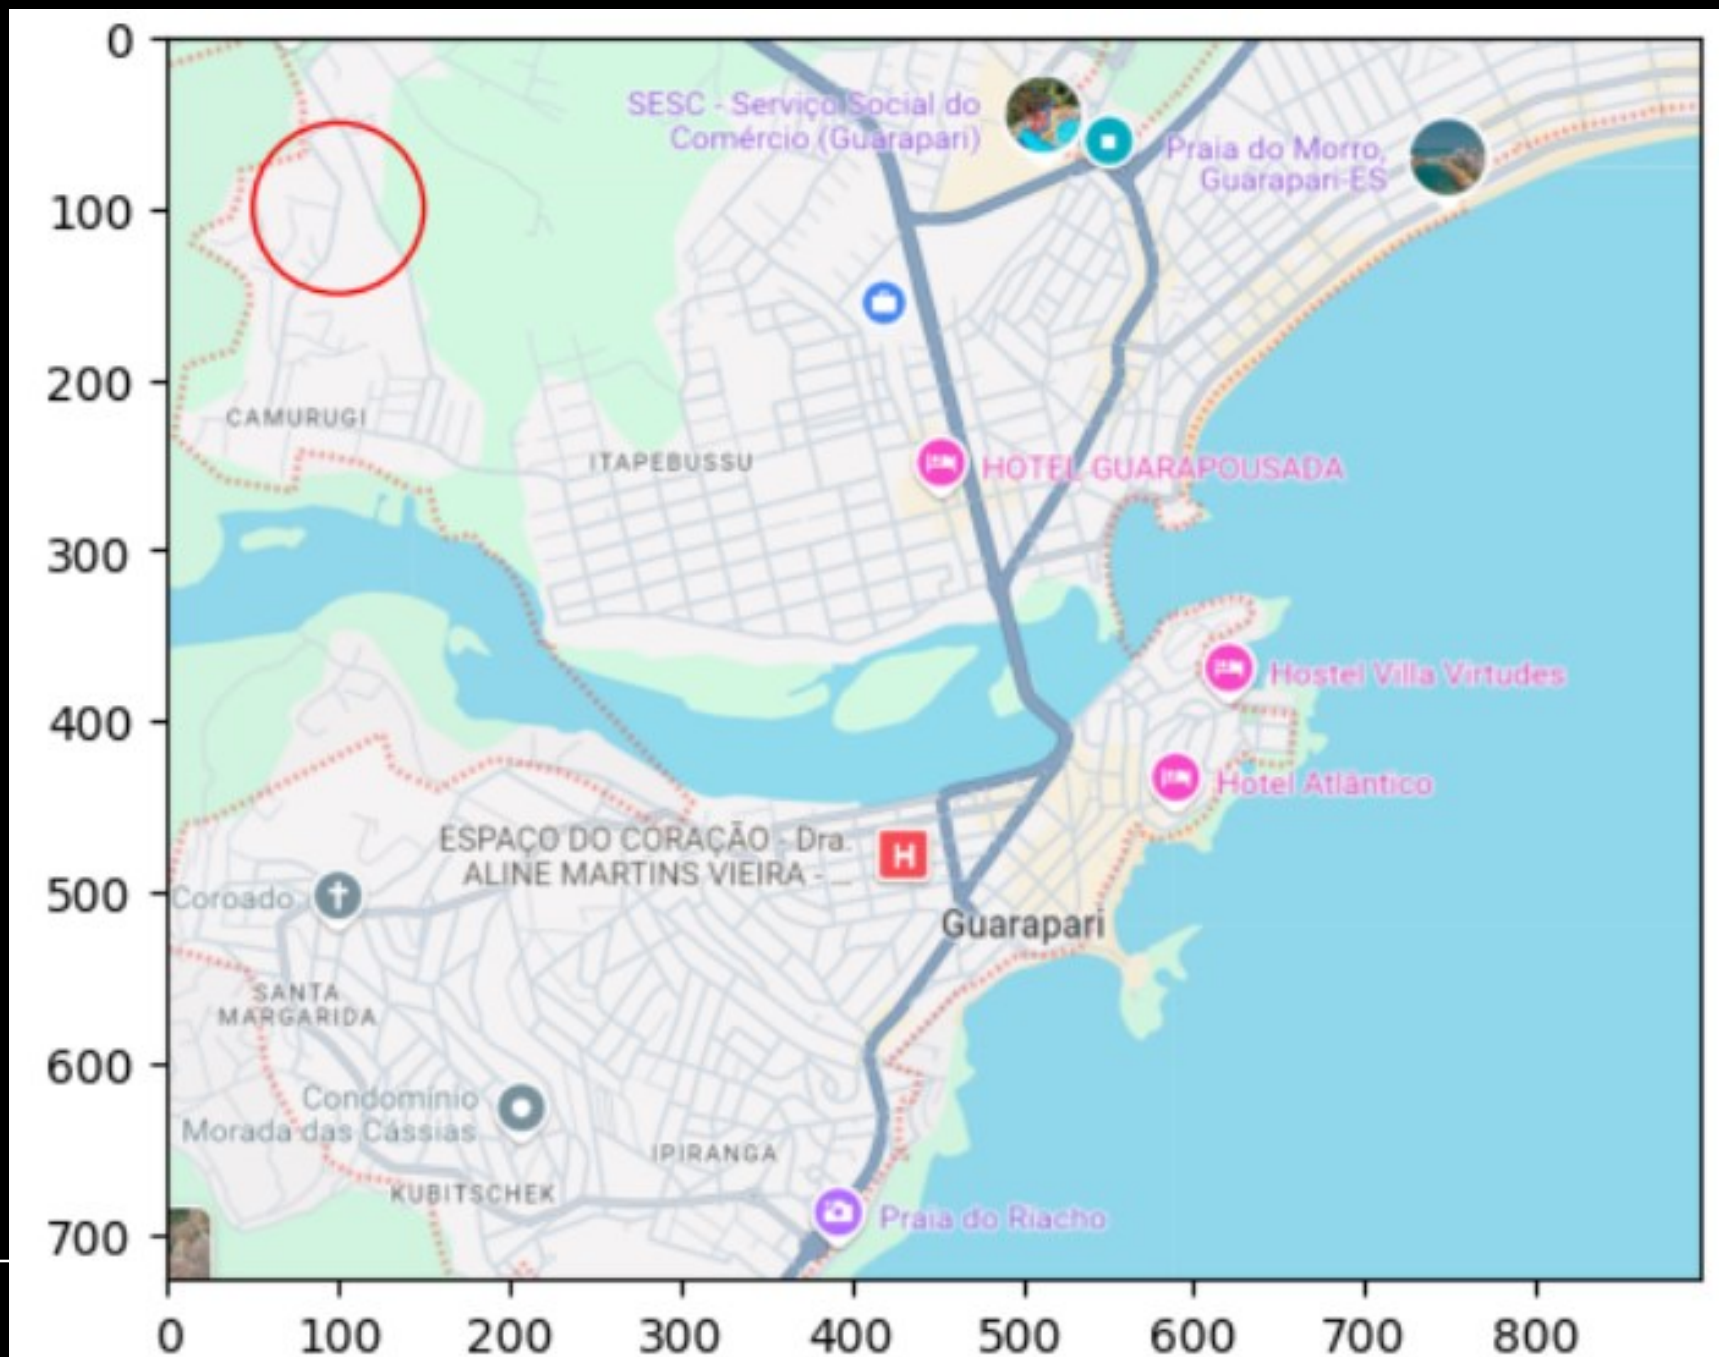 0
SESC - Serviço Social do
Comércio (Guarapari)
Praia do Morro,
Guarapari-ES
100
200
CAMURUGI
ITAPEBUSSU
HOTEL GUARAPOUSADA
300
Hostel Villa Virtudes
400
Hotel Atlântico
ESPAÇO DO CORAÇÃO - Dra.
ALINE MARTINS VIEIRA - ...
H
500
Coroado
Guarapari
SANTA
MARGARIDA
600
Condomínio
Morada das Cássias
IPIRANGA
KUBITSCHEK
700
Praia do Riacho
0 100 200 300 400 500 600 700 800